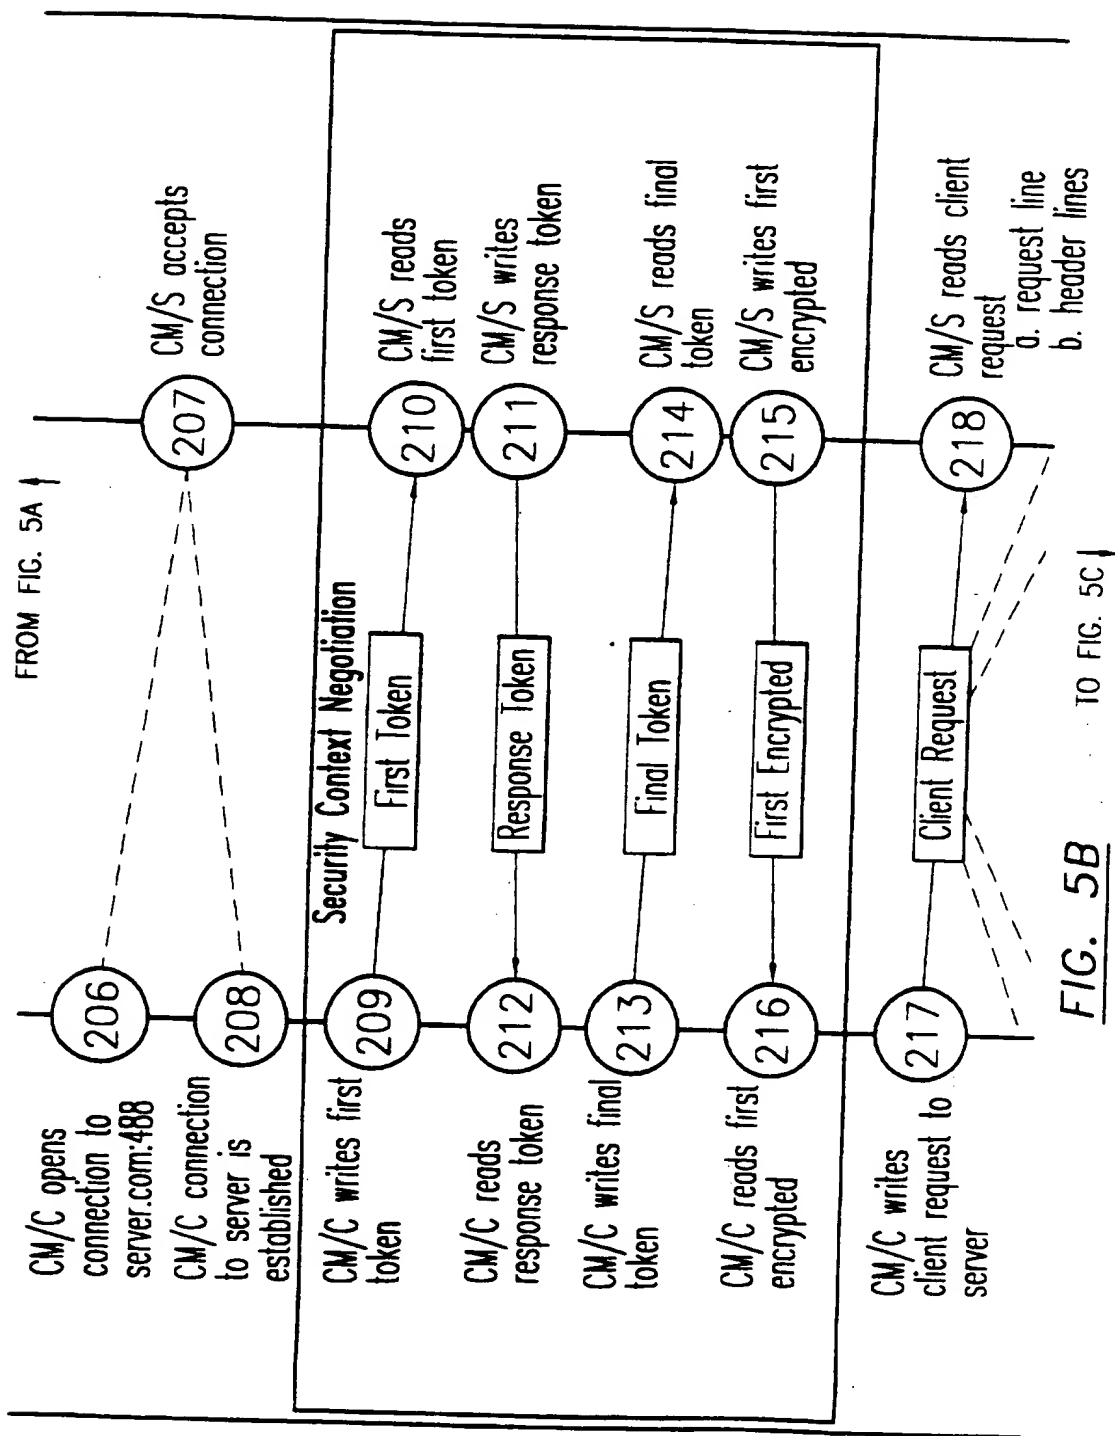 FROM FIG. 5A
CM/C opens
connection to
server.com:488
206
207
CM/S accepts
connection
CM/C connection
to server is
established
208
Security Context Negotiation
CM/C writes first
token
209
First Token
210
CM/S reads
first token
CM/C reads
response token
212
Response Token
211
CM/S writes
response token
CM/C writes final
token
213
Final Token
214
CM/S reads final
token
CM/C reads first
encrypted
216
First Encrypted
215
CM/S writes first
encrypted
CM/C writes
client request to
server
217
Client Request
218
CM/S reads client
request
a. request line
b. header lines
FIG. 5B
TO FIG. 5C